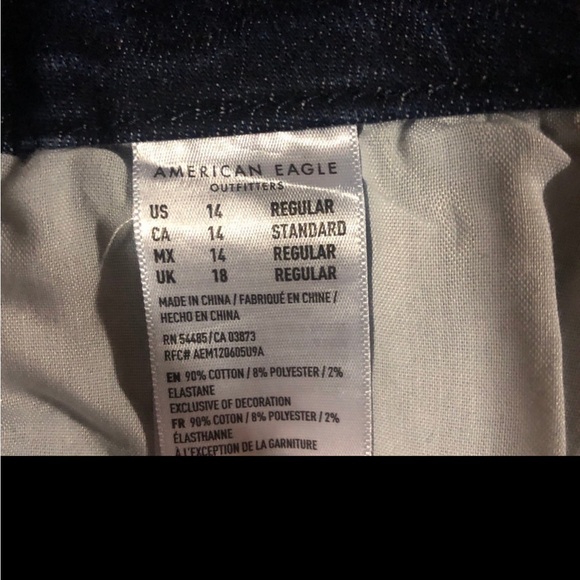 AMERICAN EAGLE
OUTFITTERS
US 14 REGULAR
CA 14 STANDARD
MX 14 REGULAR
UK 18 REGULAR
MADE IN CHINA / FABRIQUÉ EN CHINE /
HECHO EN CHINA
RN 54485 / CA 03873
RFC# AEM120605U9A
EN 90% COTTON / 8% POLYESTER / 2%
ELASTANE
EXCLUSIVE OF DECORATION
FR 90% COTON / 8% POLYESTER / 2%
ÉLASTHANNE
À L'EXCEPTION DE LA GARNITURE